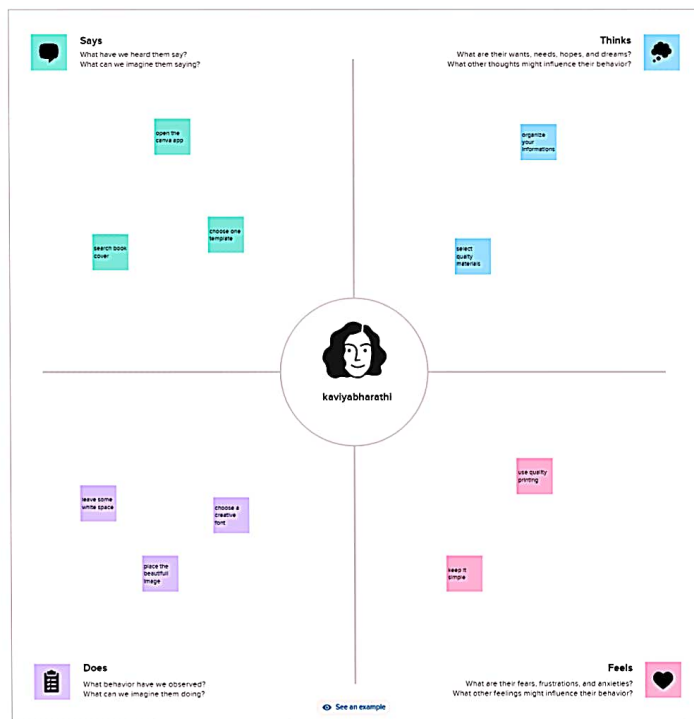 Says
What have we heard them say?
What can we imagine them saying?
Thinks
What are their wants, needs, hopes, and dreams?
What other thoughts might influence their behavior?
open the
canva app
choose one
template
search book
cover
organize
your
informations
select
qualty
materials
kaviyabharathi
leave some
white space
choose a
creative
font
place the
beautifull
image
use qualty
printing
keep it
simple
Does
What behavior have we observed?
What can we imagine them doing?
Feels
What are their fears, frustrations, and anxieties?
What other feelings might influence their behavior?
See an example